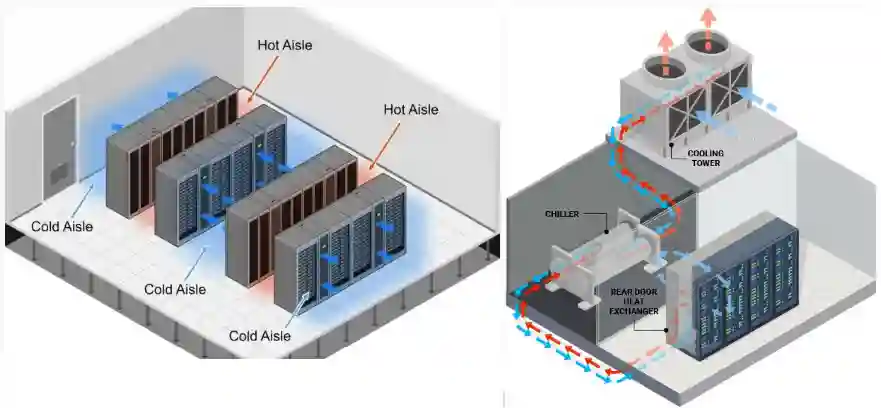 Hot Aisle
Hot Aisle
Cold Aisle
Cold Aisle
Cold Aisle
COOLING
TOWER
CHILLER
REAR DOOR
HEAT
EXCHANGER